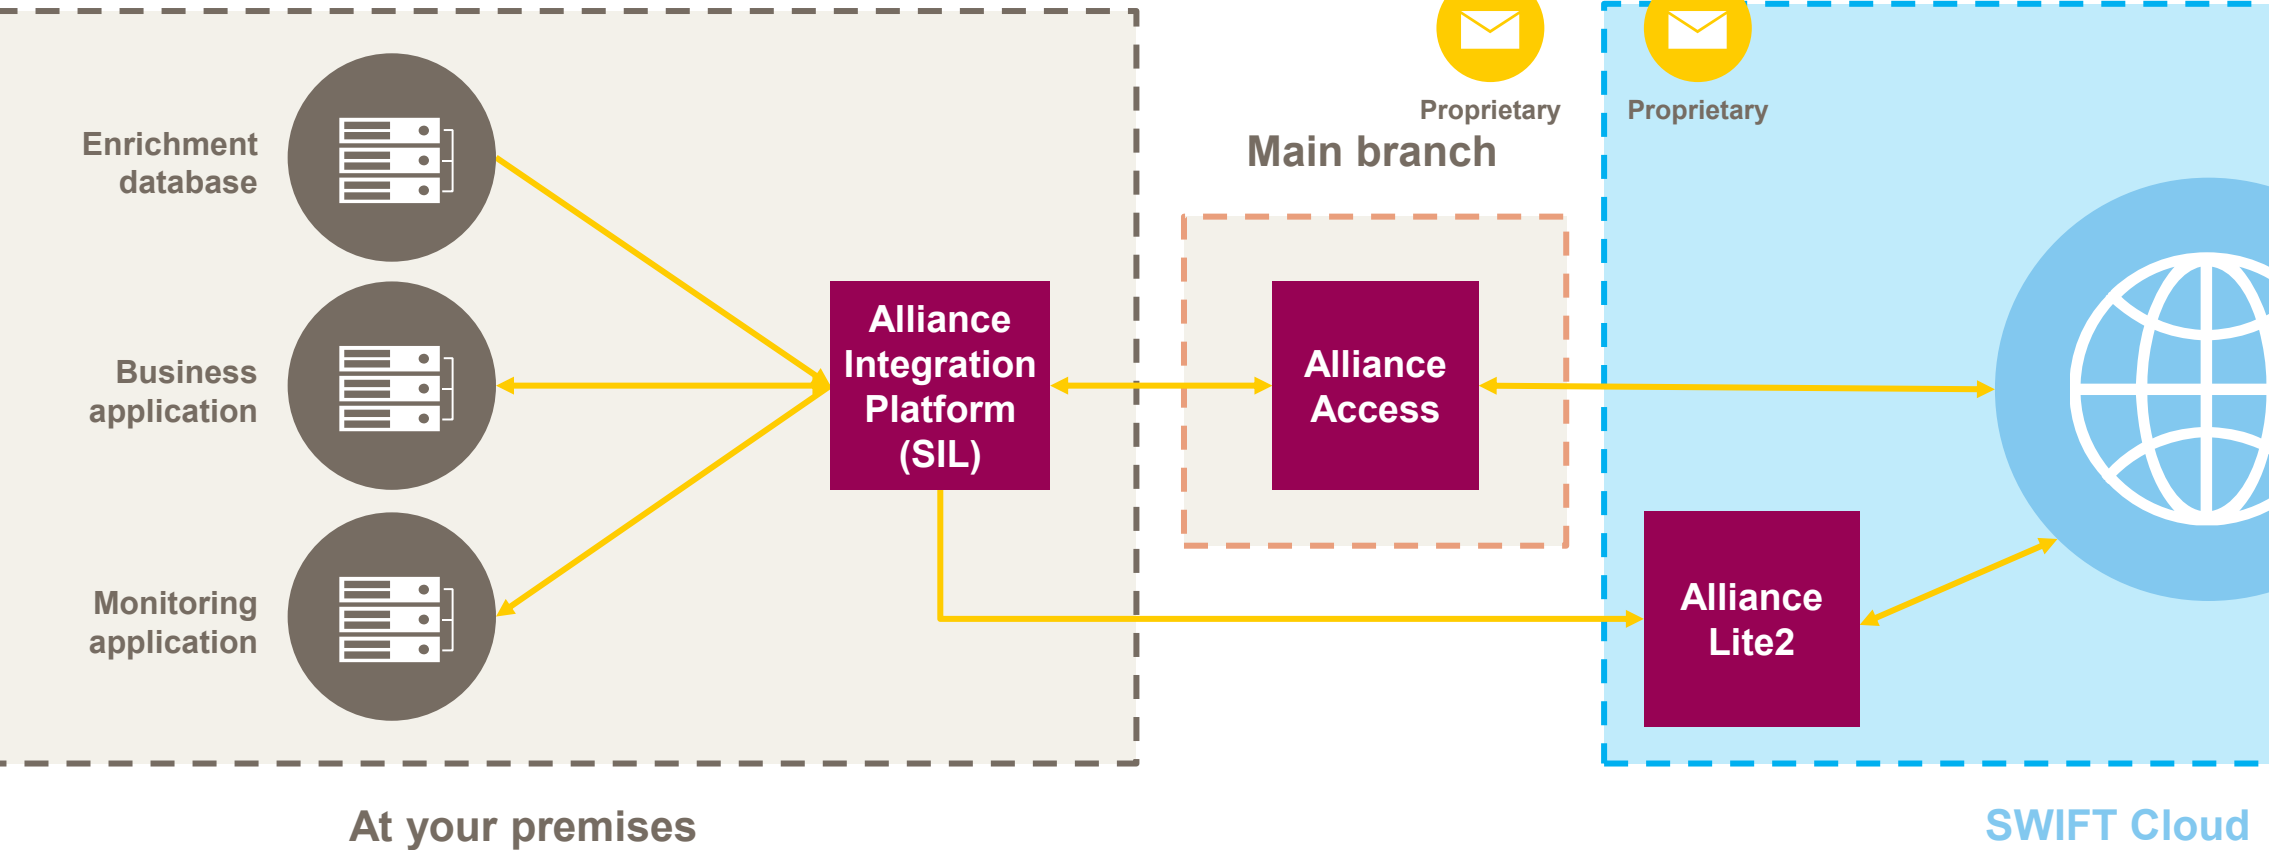 Proprietary
Proprietary
Main branch
Enrichment
database
Business
application
Monitoring
application
Alliance
Integration
Platform
(SIL)
Alliance
Access
Alliance
Lite2
At your premises
SWIFT Cloud